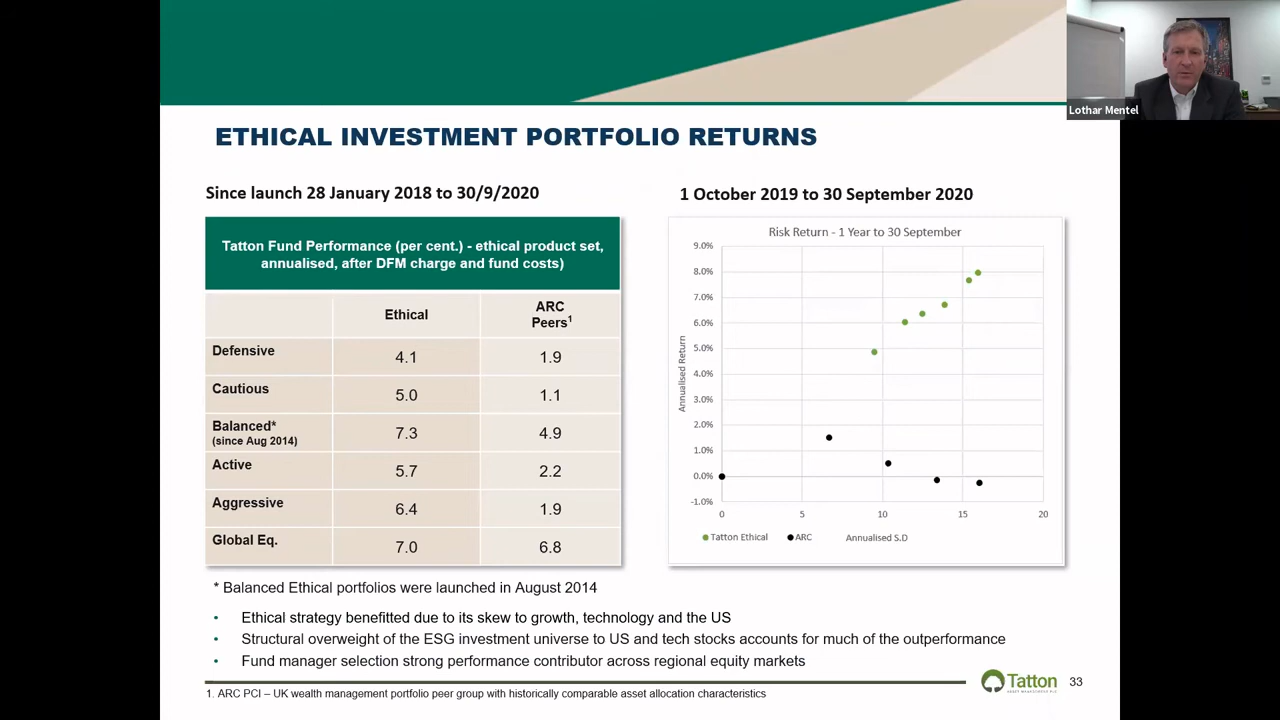 Lothar Mentel
ETHICAL INVESTMENT PORTFOLIO RETURNS
Since launch 28 January 2018 to 30/9/2020
Tatton Fund Performance (per cent.) - ethical product set,
annualised, after DFM charge and fund costs)
Ethical
ARC
Peers1
Defensive
4.1
1.9
Cautious
5.0
1.1
Balanced*
(since Aug 2014)
7.3
4.9
Active
5.7
2.2
Aggressive
6.4
1.9
Global Eq.
7.0
6.8
1 October 2019 to 30 September 2020
Risk Return - 1 Year to 30 September
9.0%
8.0%
7.0%
6.0%
5.0%
4.0%
3.0%
2.0%
1.0%
0.0%
-1.0%
Annualised Return
0
5
10
15
20
Tatton Ethical
ARC
Annualised S.D
* Balanced Ethical portfolios were launched in August 2014
• Ethical strategy benefitted due to its skew to growth, technology and the US
• Structural overweight of the ESG investment universe to US and tech stocks accounts for much of the outperformance
• Fund manager selection strong performance contributor across regional equity markets
1. ARC PCI – UK wealth management portfolio peer group with historically comparable asset allocation characteristics
Tatton
ASSET MANAGEMENT PLC
33